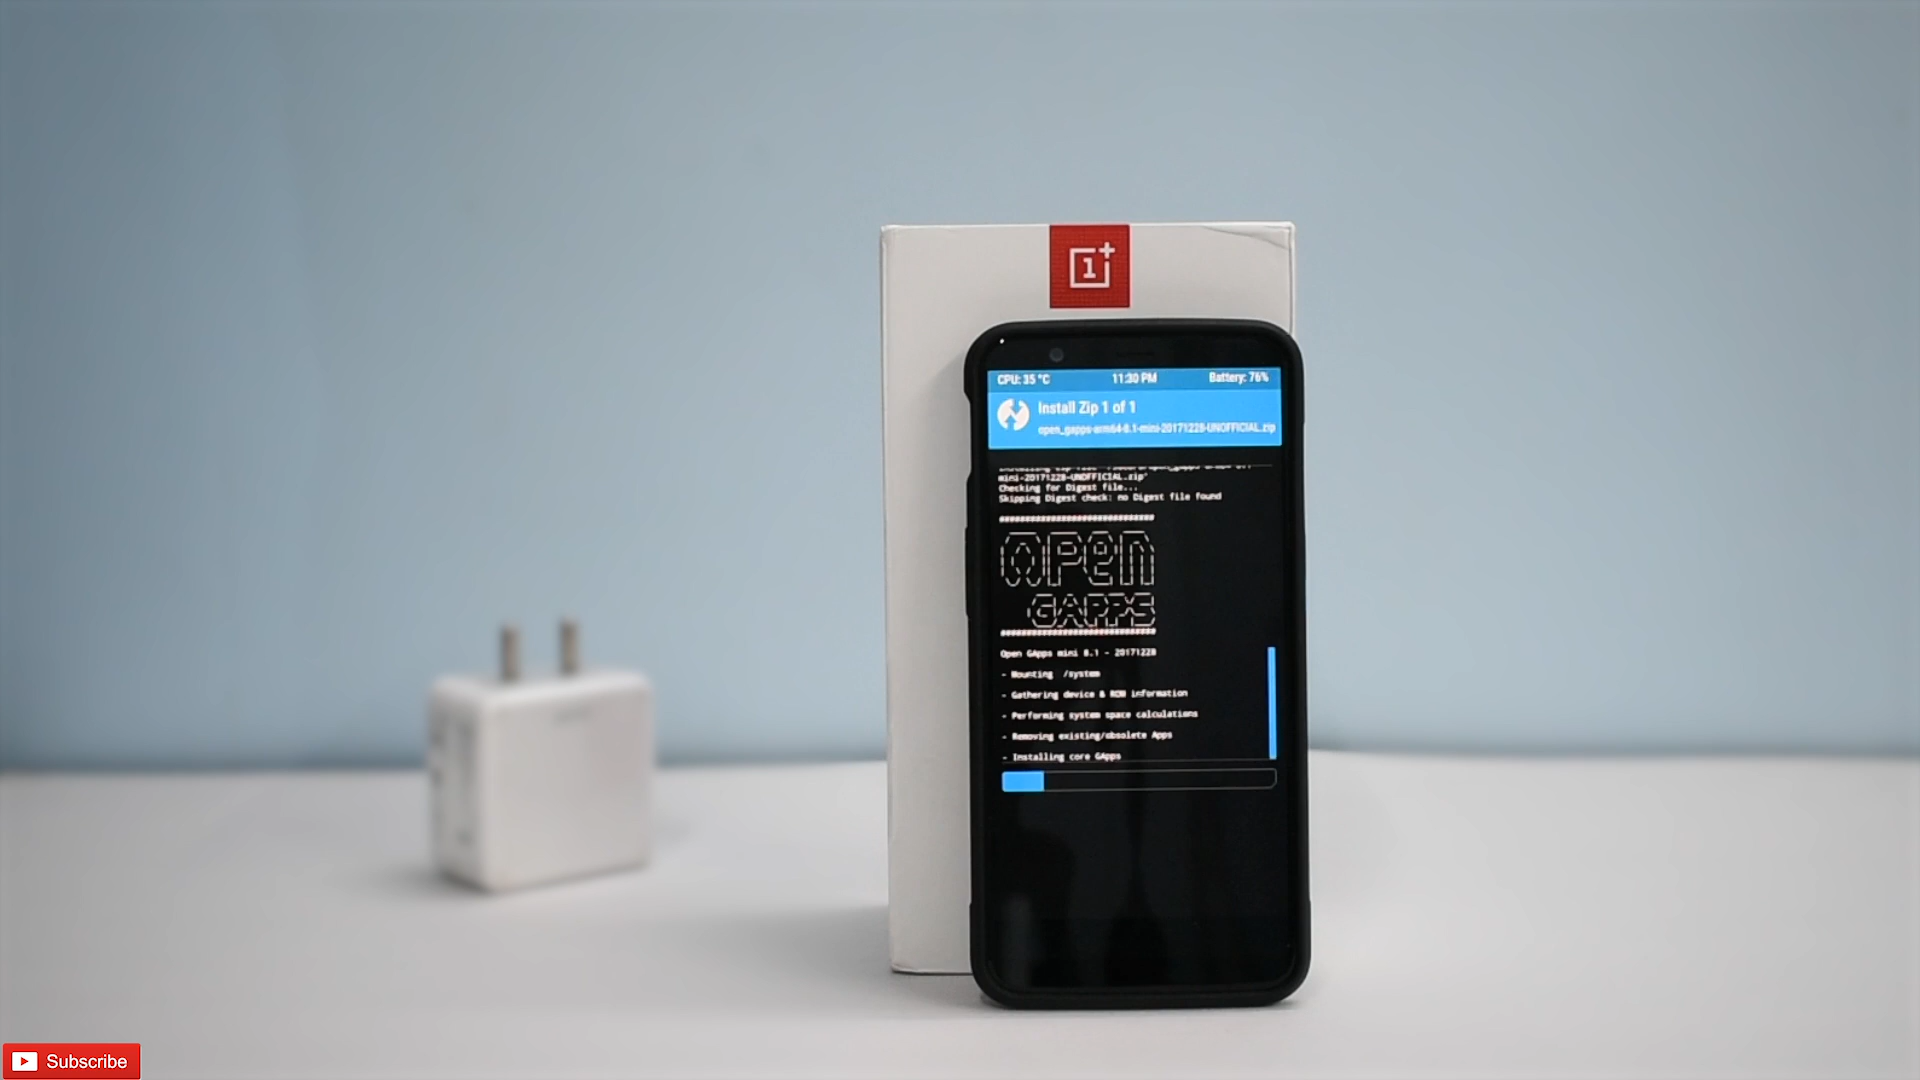 1+
CPU: 35 °C 11:30 PM Battery: 76%
Install Zip 1 of 1
open_gapps-arm64-8.1-mini-20171228-UNOFFICIAL.zip
mini-20171228-UNOFFICIAL.zip'
Checking for Digest file...
Skipping Digest check: no Digest file found
##############################
OPEN
GAPPS
##############################
Open GApps mini 8.1 - 20171228
- Mounting /system
- Gathering device & ROM information
- Performing system space calculations
- Removing existing/obsolete Apps
- Installing core GApps
Subscribe